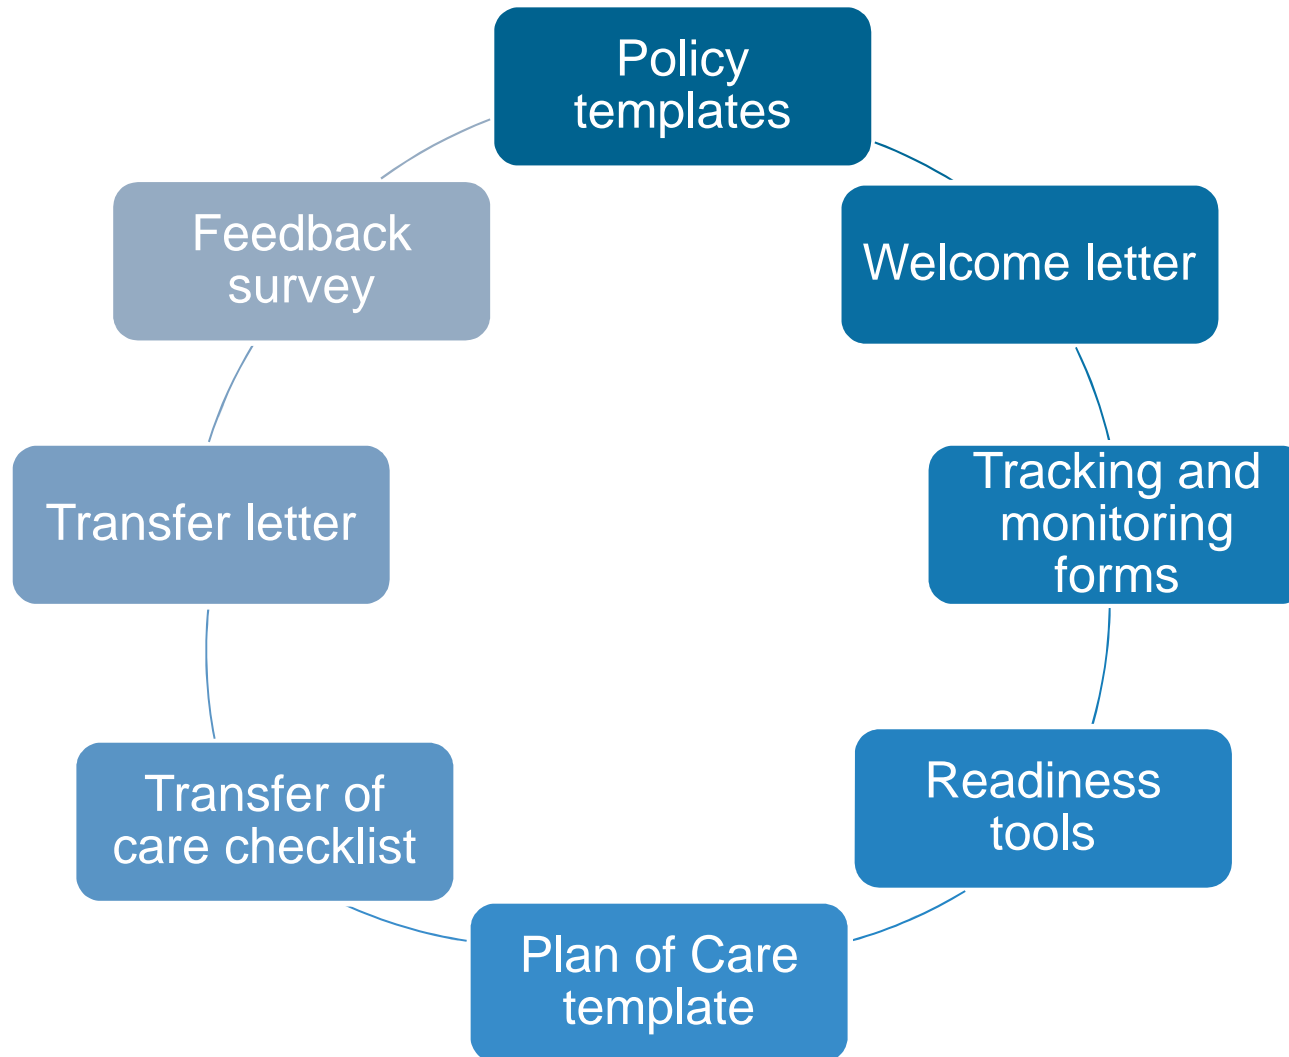 Policy
templates
Welcome letter
Tracking and
monitoring
forms
Readiness
tools
Plan of Care
template
Transfer of
care checklist
Transfer letter
Feedback
survey